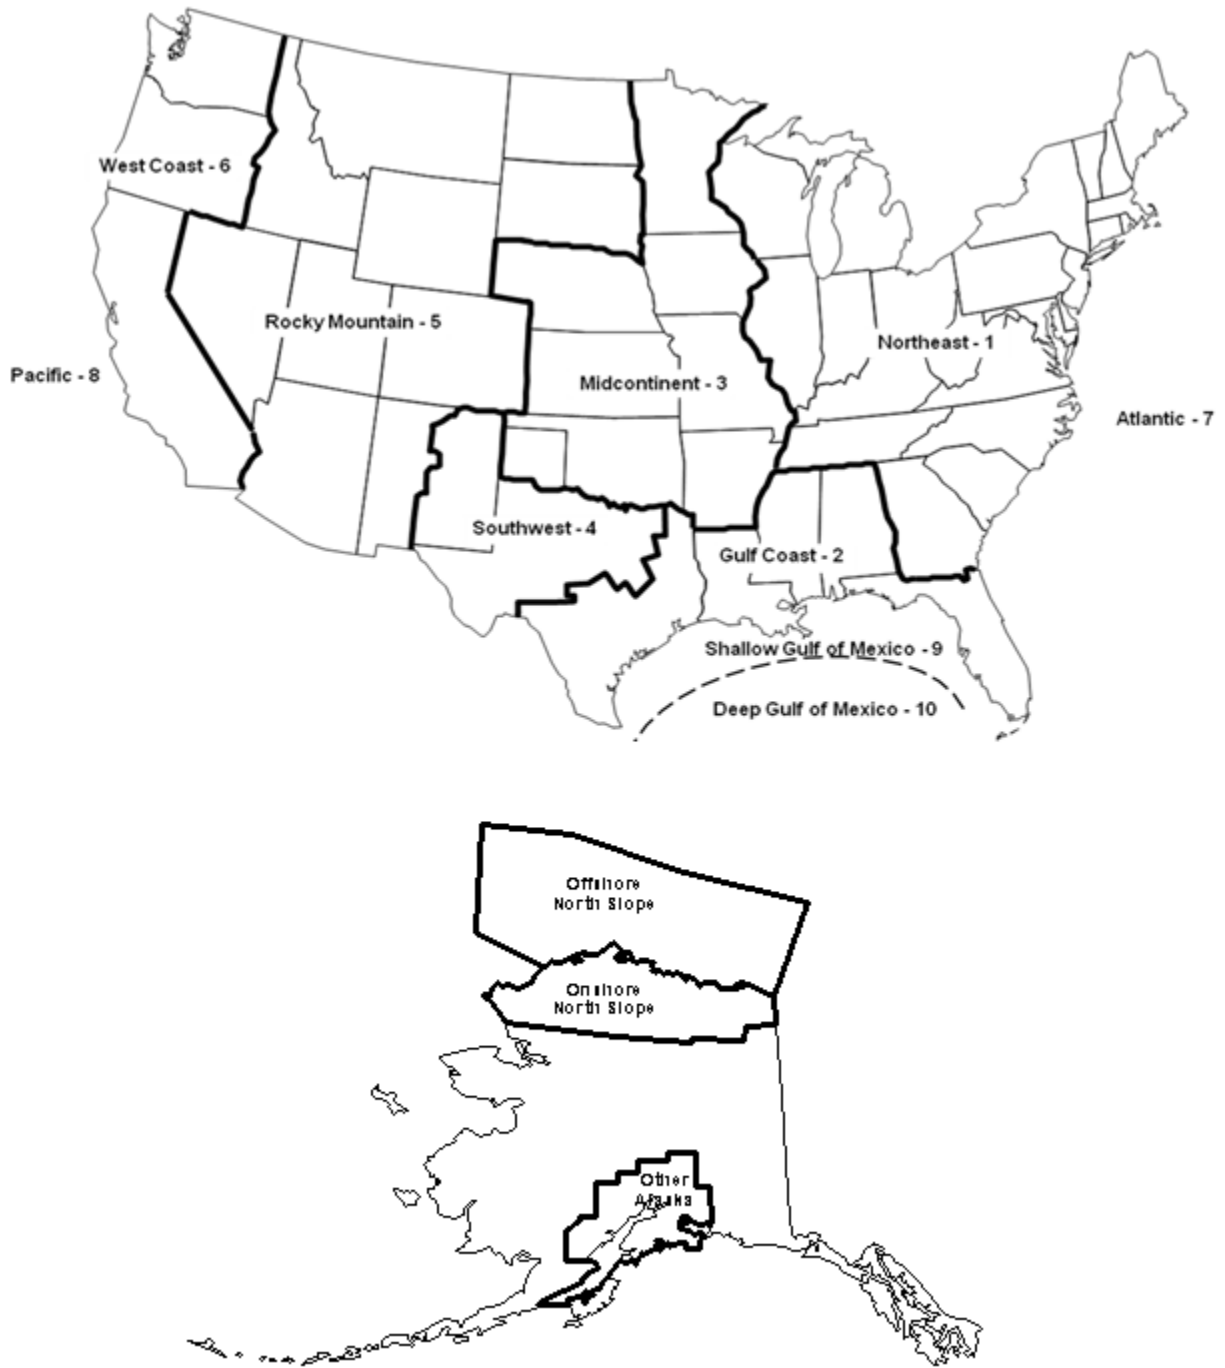 West Coast - 6
Rocky Mountain - 5
Northeast - 1
Pacific - 8
Midcontinent - 3
Atlantic - 7
Southwest - 4
Gulf Coast - 2
Shallow Gulf of Mexico - 9
Deep Gulf of Mexico - 10
Offshore
North Slope
Onshore
North Slope
Other
Alaska